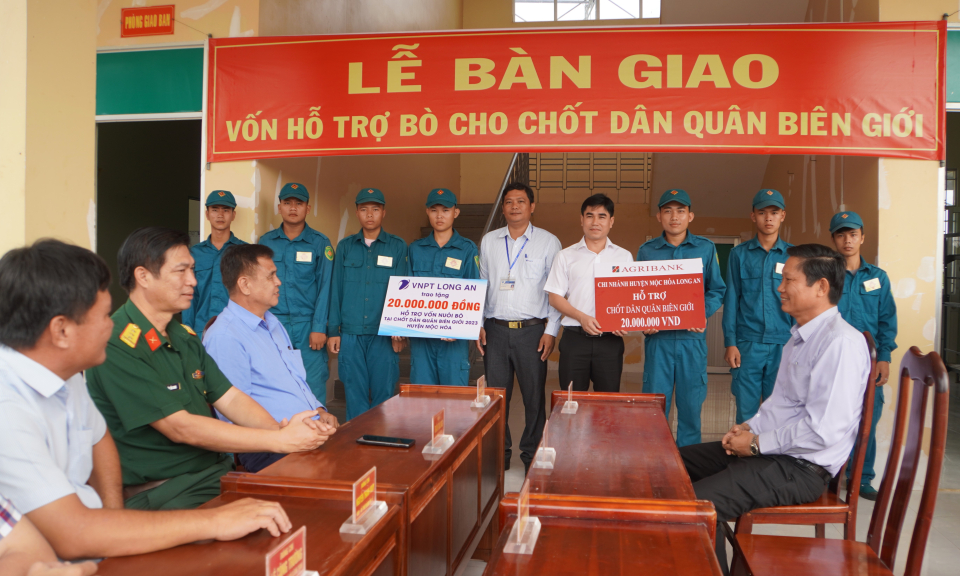 PHÒNG GIAO BAN
LỄ BÀN GIAO
VỐN HỖ TRỢ BÒ CHO CHỐT DÂN QUÂN BIÊN GIỚI
VNPT LONG AN
trao tặng
20.000.000 ĐỒNG
HỖ TRỢ VỐN NUÔI BÒ
TẠI CHỐT DÂN QUÂN BIÊN GIỚI 2022
HUYỆN MỘC HÓA
AGRIBANK
CHI NHÁNH HUYỆN MỘC HÓA LONG AN
HỖ TRỢ
CHỐT DÂN QUÂN BIÊN GIỚI
20.000.000 VND